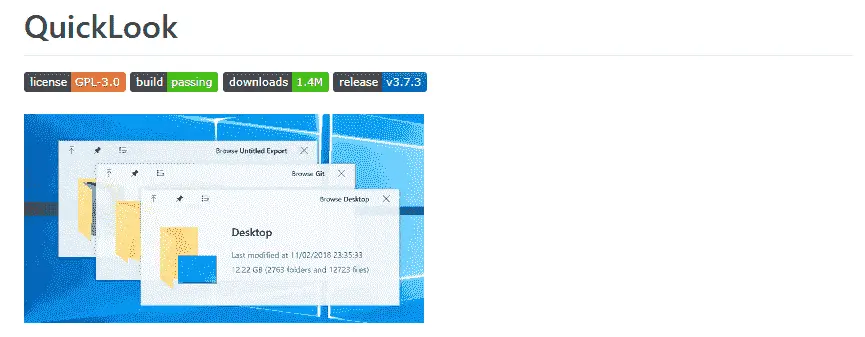 QuickLook
license GPL-3.0 build passing downloads 1.4M release v3.7.3
Browse Untitled Export
Browse Git
Browse Desktop
Desktop
Last modified at 11/02/2018 23:35:33
12.22 GB (2763 folders and 12723 files)